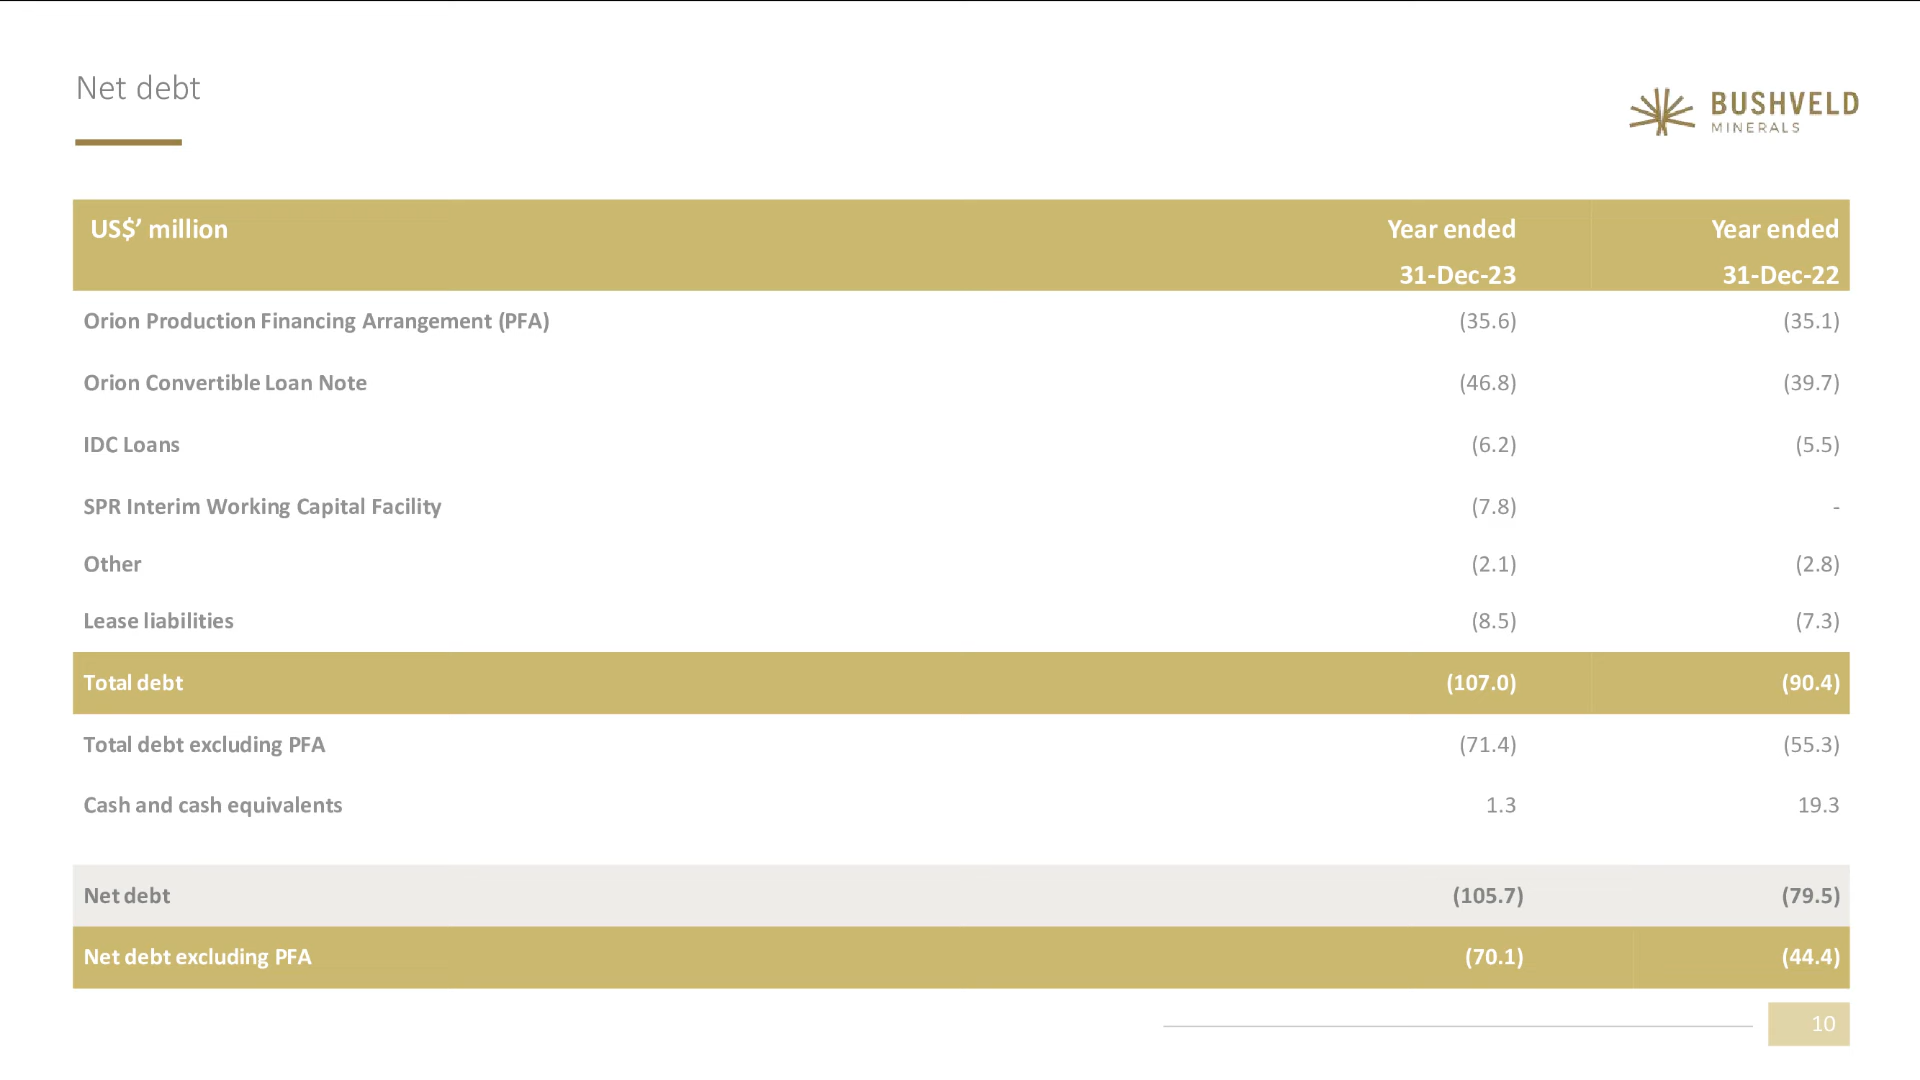 Net debt
BUSHVELD
MINERALS
US$’ million Year ended Year ended
31-Dec-23 31-Dec-22
Orion Production Financing Arrangement (PFA) (35.6) (35.1)
Orion Convertible Loan Note (46.8) (39.7)
IDC Loans (6.2) (5.5)
SPR Interim Working Capital Facility (7.8) -
Other (2.1) (2.8)
Lease liabilities (8.5) (7.3)
Total debt (107.0) (90.4)
Total debt excluding PFA (71.4) (55.3)
Cash and cash equivalents 1.3 19.3
Net debt (105.7) (79.5)
Net debt excluding PFA (70.1) (44.4)
10